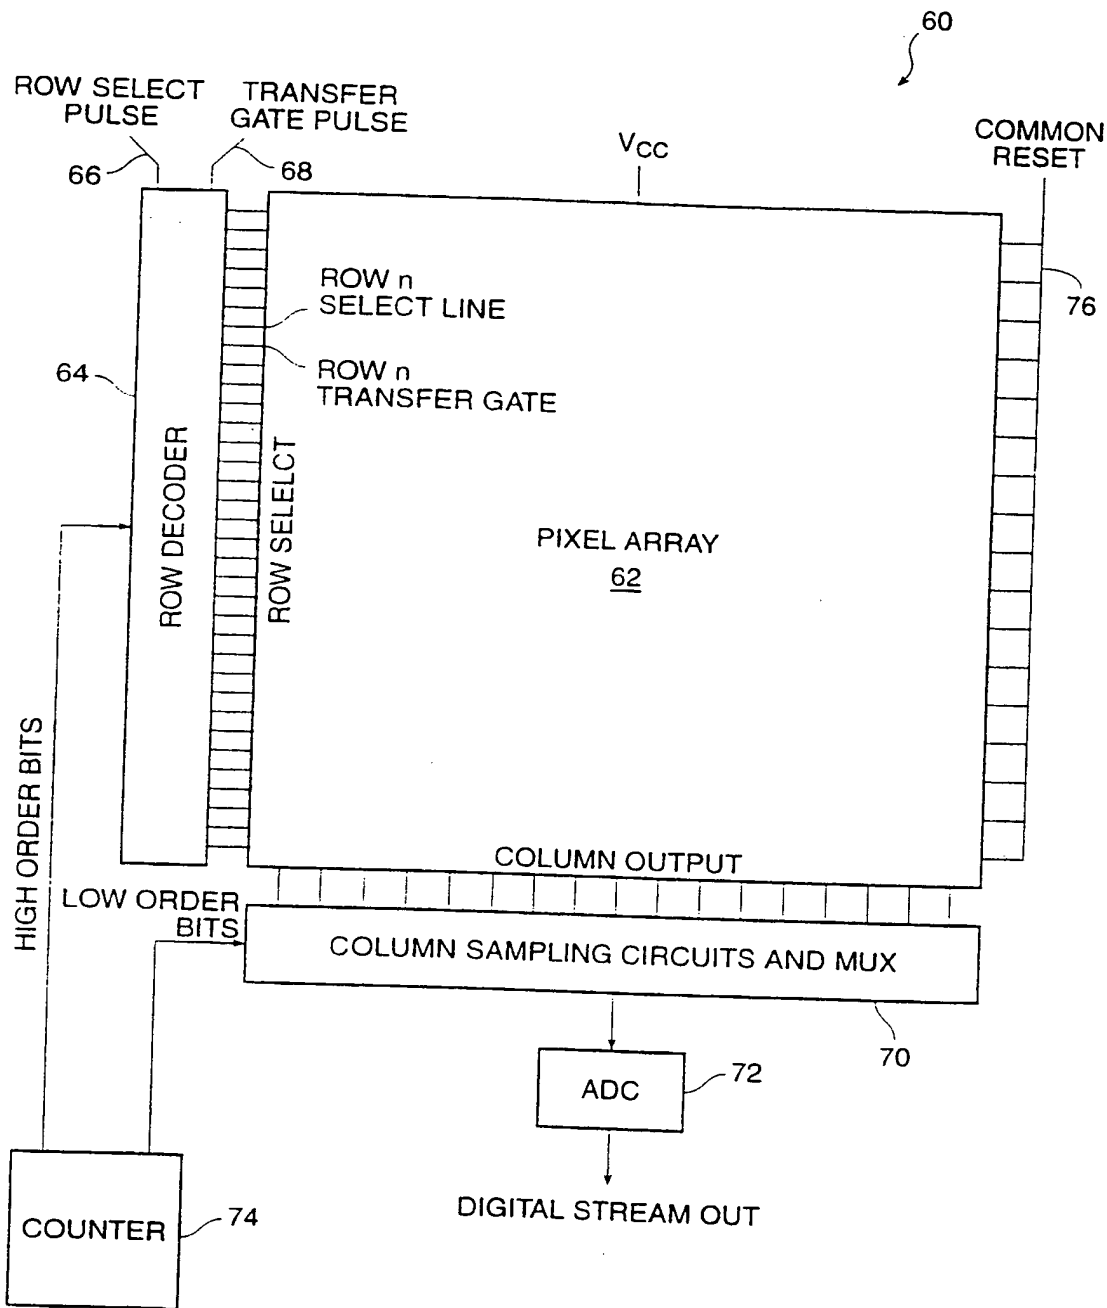 60
ROW SELECT
PULSE
TRANSFER
GATE PULSE
66
68
VCC
COMMON
RESET
76
ROW n
SELECT LINE
ROW n
TRANSFER GATE
64
ROW DECODER
ROW SELELCT
PIXEL ARRAY
62
HIGH ORDER BITS
COLUMN OUTPUT
LOW ORDER
BITS
COLUMN SAMPLING CIRCUITS AND MUX
70
ADC
72
DIGITAL STREAM OUT
COUNTER
74